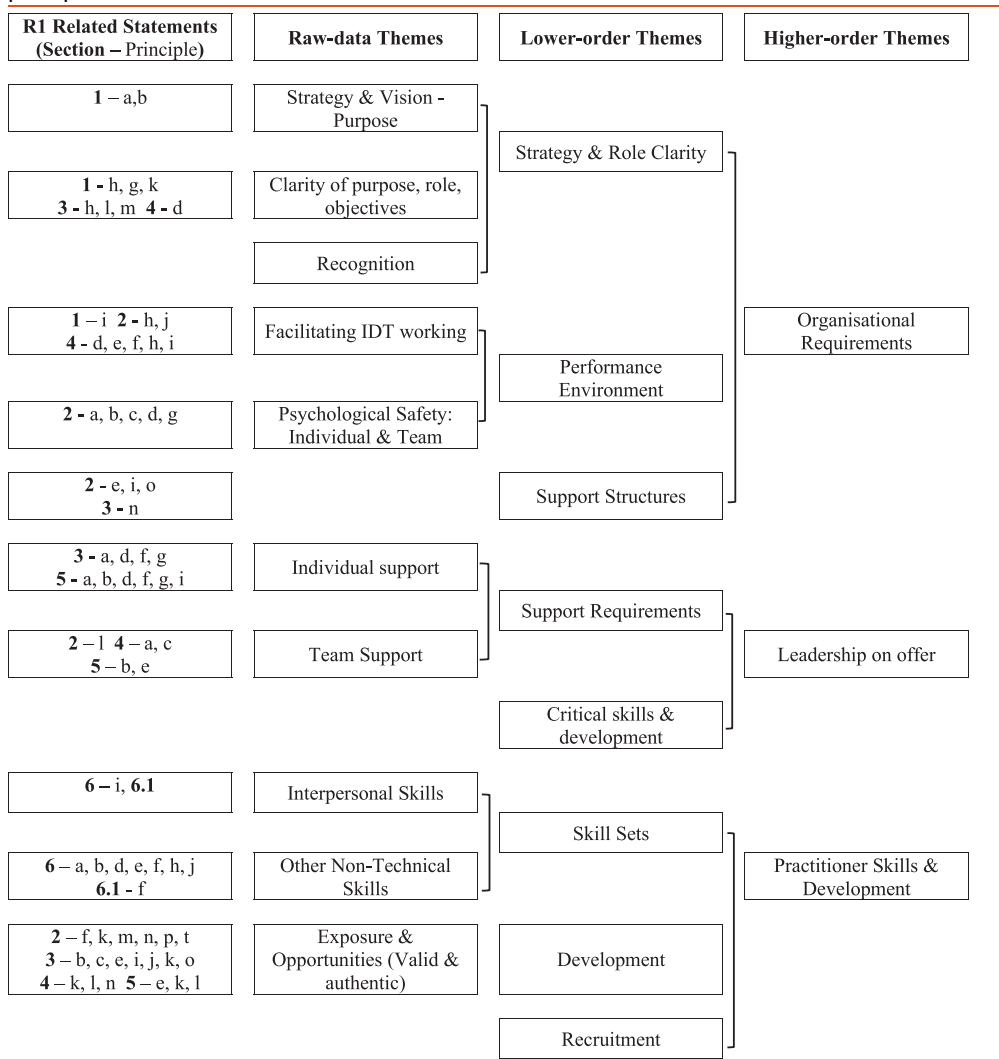 R1 Related Statements
(Section – Principle)
Raw-data Themes
Lower-order Themes
Higher-order Themes
1 – a,b
Strategy & Vision -
Purpose
Strategy & Role Clarity
1 - h, g, k
3 - h, l, m 4 - d
Clarity of purpose, role,
objectives
Recognition
1 – i 2 - h, j
4 - d, e, f, h, i
Facilitating IDT working
Organisational
Requirements
Performance
Environment
2 - a, b, c, d, g
Psychological Safety:
Individual & Team
2 - e, i, o
3 - n
Support Structures
3 - a, d, f, g
5 - a, b, d, f, g, i
Individual support
Support Requirements
2 – l 4 – a, c
5 – b, e
Team Support
Leadership on offer
Critical skills &
development
6 – i, 6.1
Interpersonal Skills
Skill Sets
6 – a, b, d, e, f, h, j
6.1 - f
Other Non-Technical
Skills
Practitioner Skills &
Development
2 – f, k, m, n, p, t
3 – b, c, e, i, j, k, o
4 – k, l, n 5 – e, k, l
Exposure &
Opportunities (Valid &
authentic)
Development
Recruitment